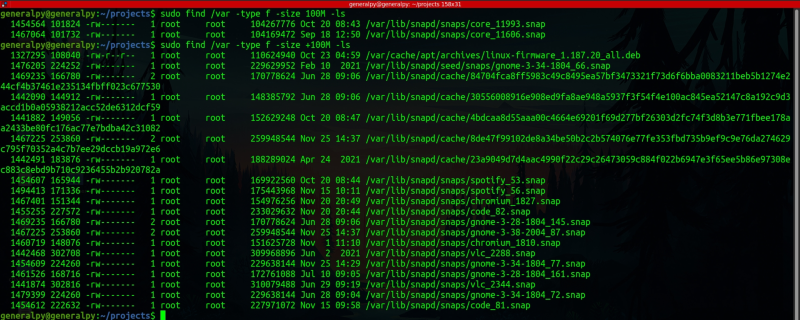 generalpy@generalpy: ~/projects 158x31
generalpy@generalpy:~/projects$ sudo find /var -type f -size 100M -ls
1454564 101824 -rw------- 1 root root 104267776 Oct 20 08:43 /var/lib/snapd/snaps/core_11993.snap
1467064 101732 -rw------- 1 root root 104169472 Sep 18 12:50 /var/lib/snapd/snaps/core_11606.snap
generalpy@generalpy:~/projects$ sudo find /var -type f -size +100M -ls
1327295 108040 -rw-r--r-- 1 root root 110624940 Oct 23 04:59 /var/cache/apt/archives/linux-firmware_1.187.20_all.deb
1476205 224252 -rw------- 1 root root 229629952 Feb 10 2021 /var/lib/snapd/seed/snaps/gnome-3-34-1804_66.snap
1469235 166780 -rw------- 2 root root 170778624 Jun 28 09:06 /var/lib/snapd/cache/84704fca8ff5983c49c8495ea57bf3473321f73d6f6bba0083211beb5b1274e2
44cf4b37461e235134fbff023c677530
1442090 144912 -rw------- 1 root root 148385792 Jun 28 09:06 /var/lib/snapd/cache/30556008916e908ed9fa8ae948a5937f3f54f4e100ac845ea52147c8a192c9d3
accd1b0a05938212acc52de6312dcf59
1441882 149056 -rw------- 1 root root 152629248 Oct 20 08:47 /var/lib/snapd/cache/4bdcaa8d55aaa00c4664e69201f69d277bf26303d2fc74f3d8b3e771fbee178a
a2433be80fc176ac77e7bdba42c31082
1467225 253860 -rw------- 2 root root 259948544 Nov 25 14:37 /var/lib/snapd/cache/8de47f99102de8a34be50b2c2b574076e77fe353fbd735b9ef9c9e76da274629
c795f70352a4c7b7ee29dccb19a972e6
1442491 183876 -rw------- 1 root root 188289024 Apr 24 2021 /var/lib/snapd/cache/23a9049d7d4aac4990f22c29c26473059c884f022b6947e3f65ee5b86e97308e
c883c8ebd9b710c9236455b2b920782a
1454607 165944 -rw------- 1 root root 169922560 Oct 20 08:44 /var/lib/snapd/snaps/spotify_53.snap
1494413 171336 -rw------- 1 root root 175443968 Nov 15 10:11 /var/lib/snapd/snaps/spotify_56.snap
1467401 151344 -rw------- 1 root root 154976256 Nov 20 20:49 /var/lib/snapd/snaps/chromium_1827.snap
1455255 227572 -rw------- 1 root root 233029632 Nov 20 20:44 /var/lib/snapd/snaps/code_82.snap
1469235 166780 -rw------- 2 root root 170778624 Jun 28 09:06 /var/lib/snapd/snaps/gnome-3-28-1804_145.snap
1467225 253860 -rw------- 2 root root 259948544 Nov 25 14:37 /var/lib/snapd/snaps/gnome-3-38-2004_87.snap
1460719 148076 -rw------- 1 root root 151625728 Nov 1 11:10 /var/lib/snapd/snaps/chromium_1810.snap
1442468 302708 -rw------- 1 root root 309968896 Jun 2 2021 /var/lib/snapd/snaps/vlc_2288.snap
1454609 224260 -rw------- 1 root root 229638144 Nov 25 14:29 /var/lib/snapd/snaps/gnome-3-34-1804_77.snap
1461526 168716 -rw------- 1 root root 172761088 Jul 10 09:05 /var/lib/snapd/snaps/gnome-3-28-1804_161.snap
1441874 302816 -rw------- 1 root root 310079488 Jun 29 09:19 /var/lib/snapd/snaps/vlc_2344.snap
1479399 224260 -rw------- 1 root root 229638144 Jun 28 09:04 /var/lib/snapd/snaps/gnome-3-34-1804_72.snap
1454612 222632 -rw------- 1 root root 227971072 Nov 15 09:58 /var/lib/snapd/snaps/code_81.snap
generalpy@generalpy:~/projects$